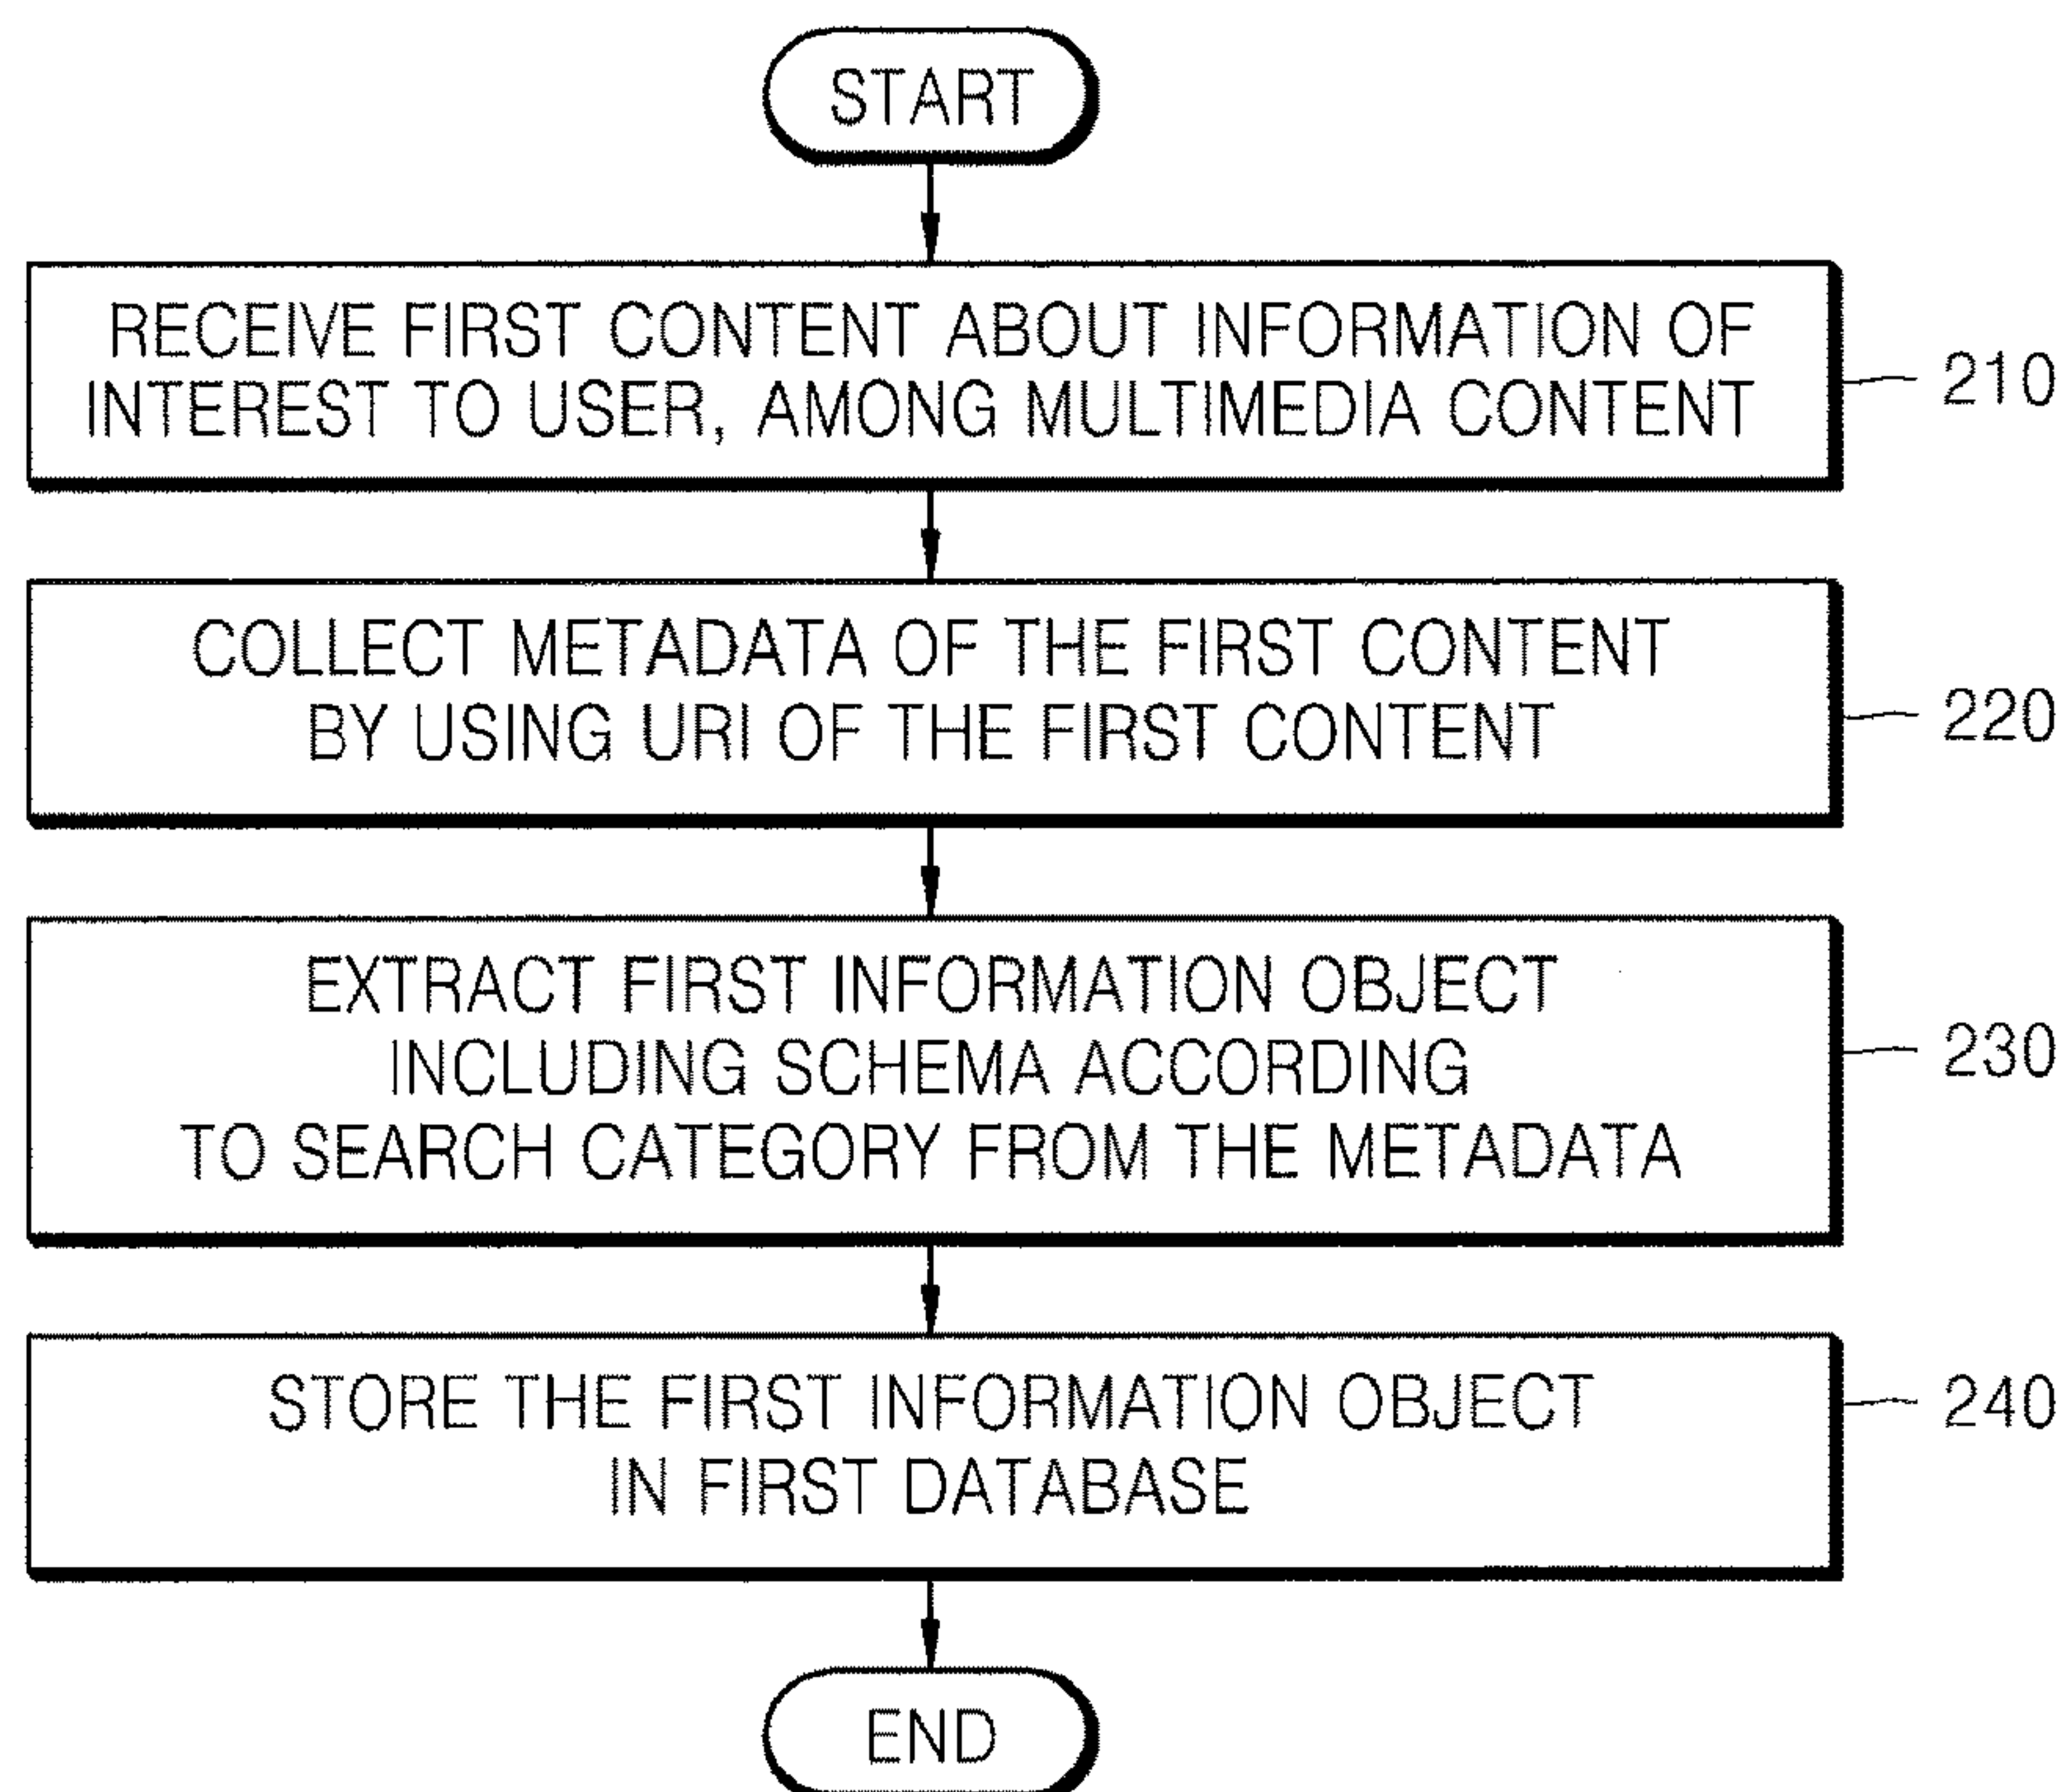 START
RECEIVE FIRST CONTENT ABOUT INFORMATION OF
INTEREST TO USER, AMONG MULTIMEDIA CONTENT
210
COLLECT METADATA OF THE FIRST CONTENT
BY USING URI OF THE FIRST CONTENT
220
EXTRACT FIRST INFORMATION OBJECT
INCLUDING SCHEMA ACCORDING
TO SEARCH CATEGORY FROM THE METADATA
230
STORE THE FIRST INFORMATION OBJECT
IN FIRST DATABASE
240
END